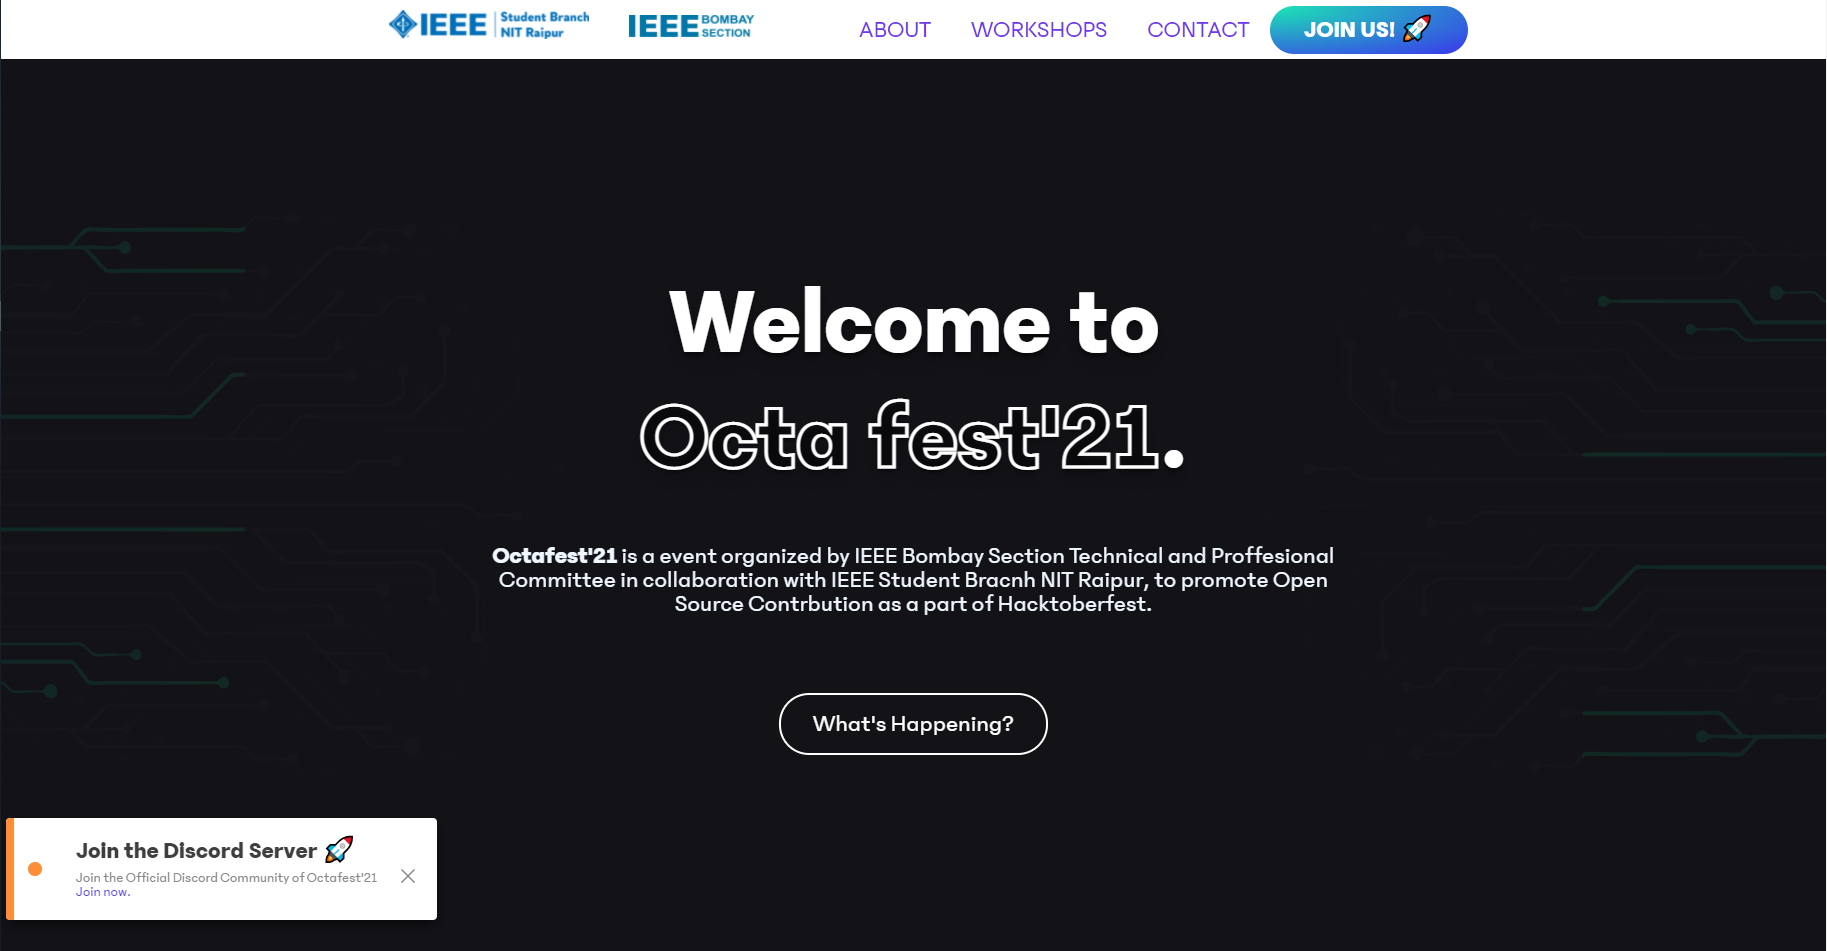 IEEE Student Branch
NIT Raipur
IEEE BOMBAY
SECTION
ABOUT WORKSHOPS CONTACT JOIN US! 🚀
Welcome to
Octa fest'21.
Octafest'21 is a event organized by IEEE Bombay Section Technical and Proffesional
Committee in collaboration with IEEE Student Bracnh NIT Raipur, to promote Open
Source Contrbution as a part of Hacktoberfest.
What's Happening?
Join the Discord Server 🚀
Join the Official Discord Community of Octafest'21
Join now.